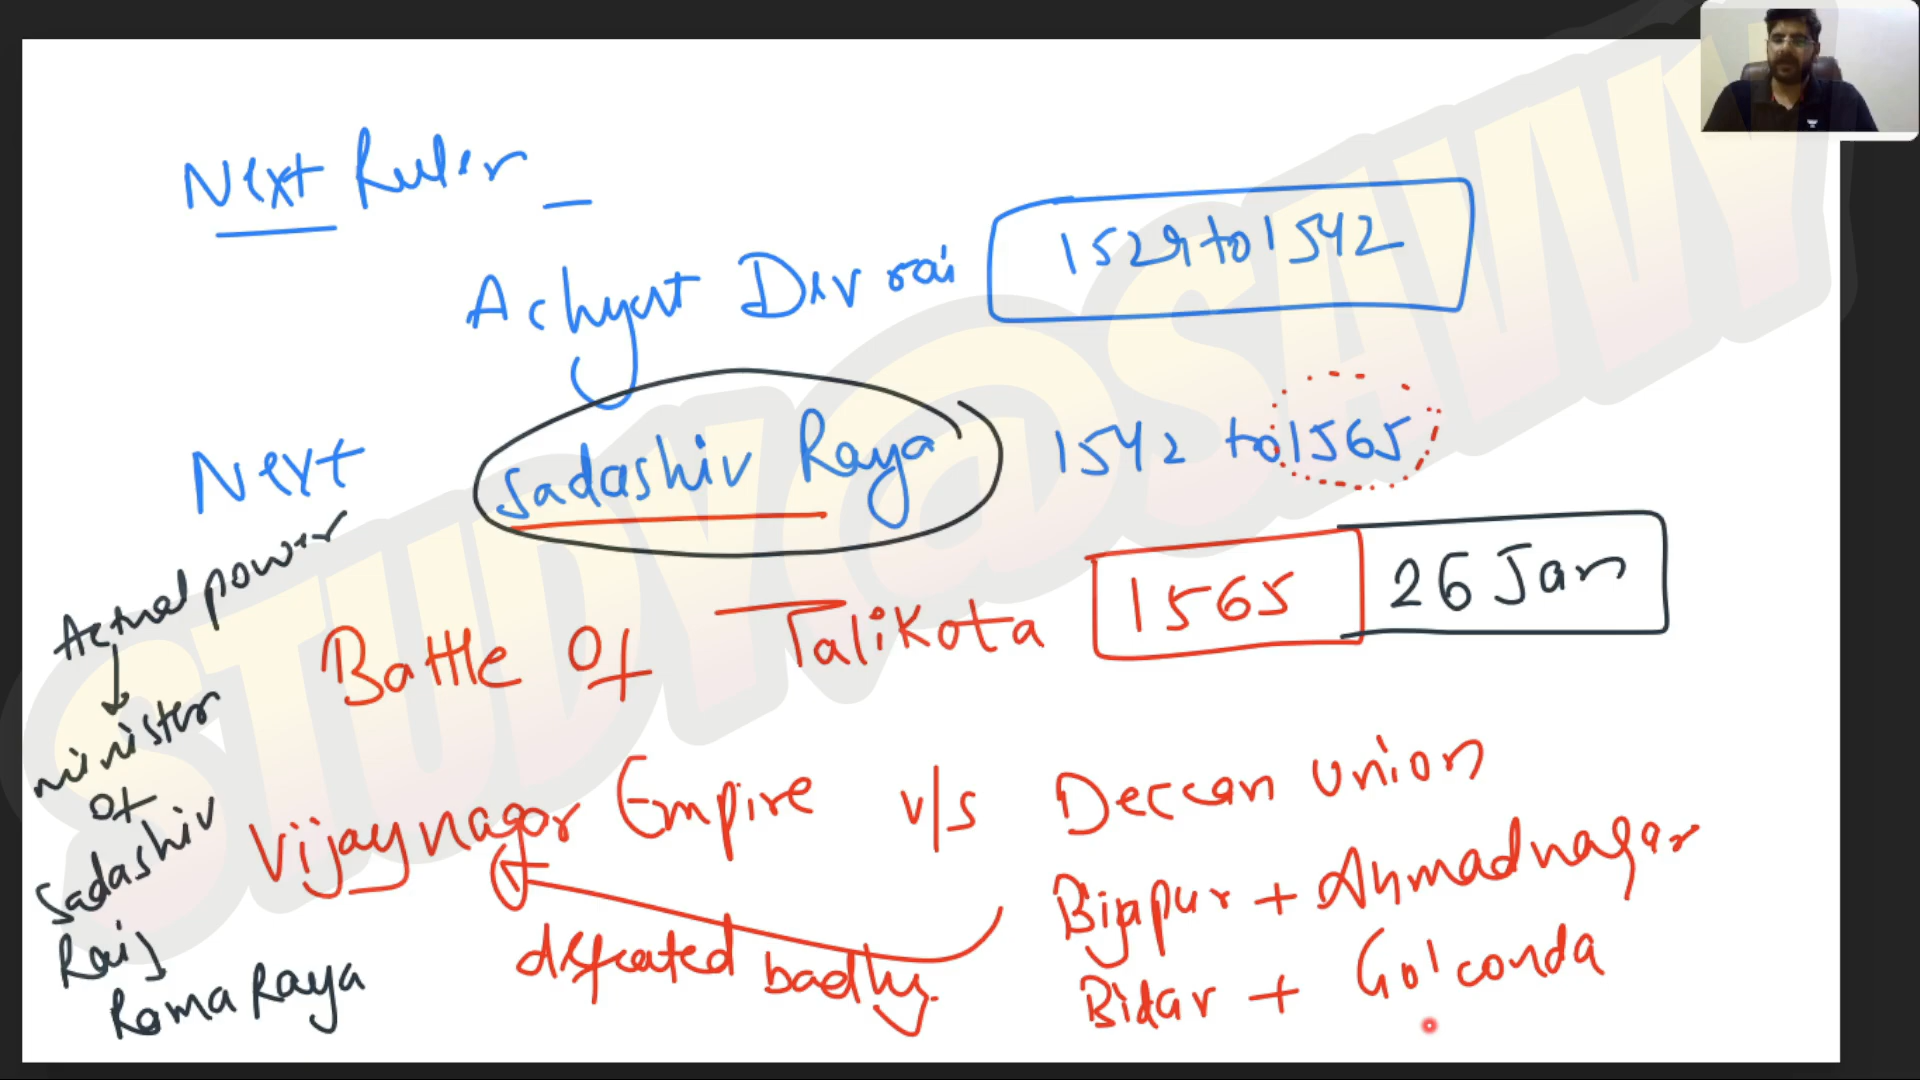 Next Ruler _
Achyut Dev rai 1529 to 1542
Next Sadashiv Raya 1542 to 1565
Battle Of Talikota 1565 26 Jan
Vijaynagar Empire v/s Deccan Union
Bijapur + Ahmadnagar
Bidar + Golconda
defeated badly
Actual power
minister
of
Sadashiv
Rais
Rama Raya
STUDY@SAVVY